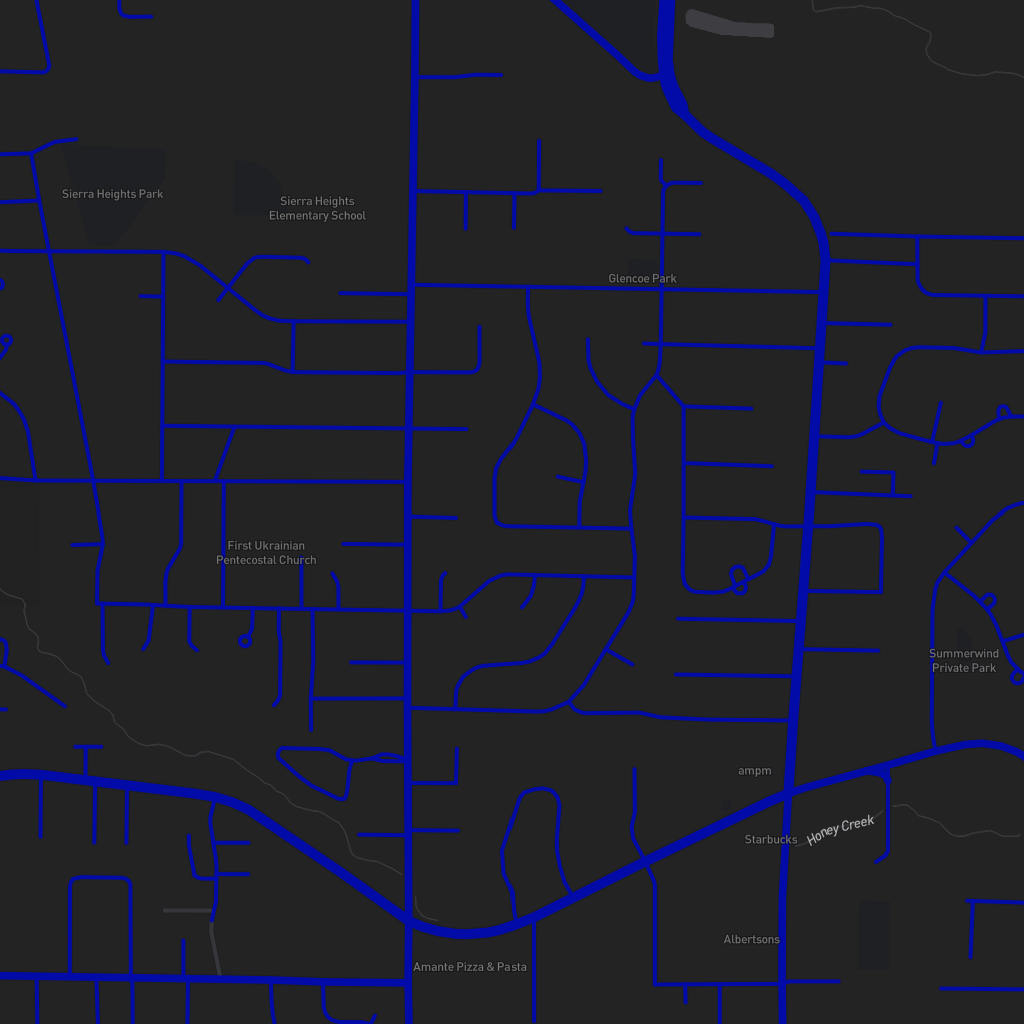 Sierra Heights Park
Sierra Heights
Elementary School
Glencoe Park
First Ukrainian
Pentecostal Church
Summerwind
Private Park
ampm
Starbucks
Honey Creek
Albertsons
Amante Pizza & Pasta